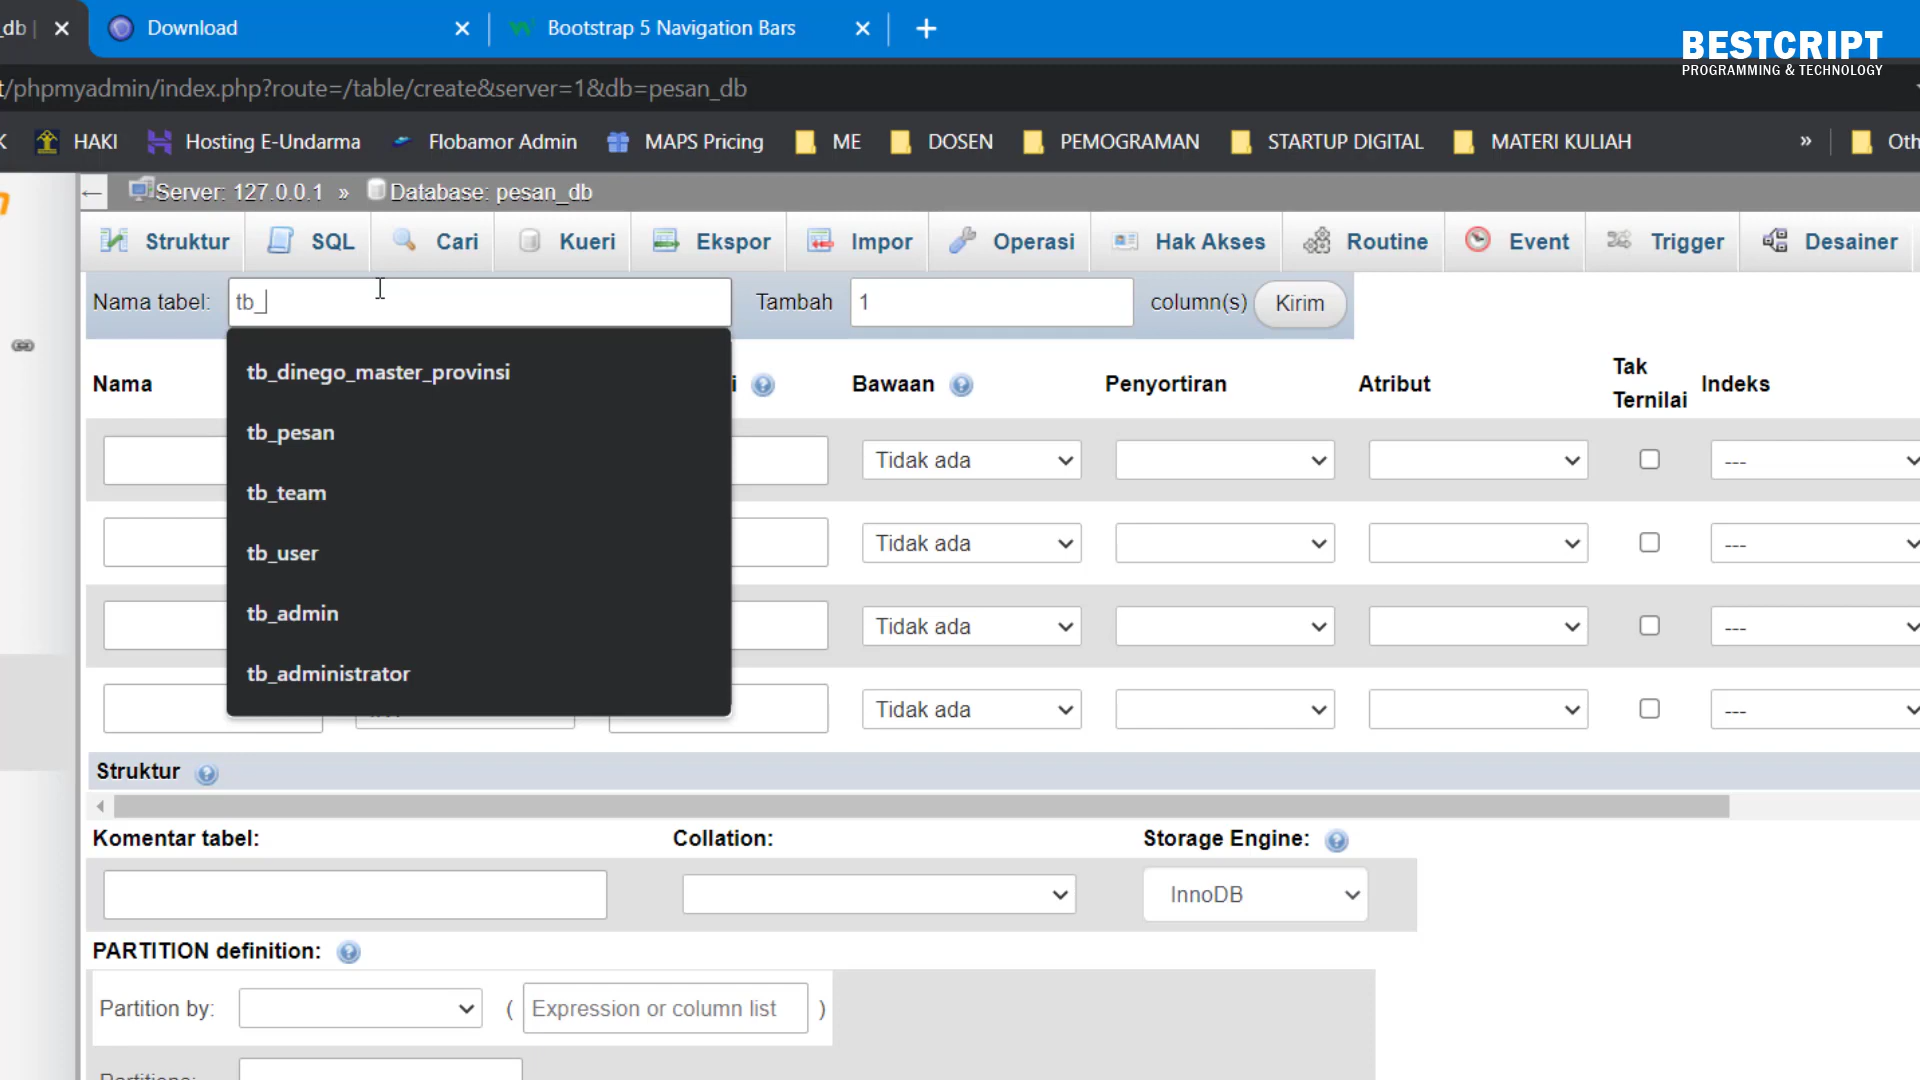 _db
Download
Bootstrap 5 Navigation Bars
BESTCRIPT
PROGRAMMING & TECHNOLOGY
t/phpmyadmin/index.php?route=/table/create&server=1&db=pesan_db
K
HAKI
Hosting E-Undarma
Flobamor Admin
MAPS Pricing
ME
DOSEN
PEMOGRAMAN
STARTUP DIGITAL
MATERI KULIAH
»
Oth
Server: 127.0.0.1 » Database: pesan_db
Struktur
SQL
Cari
Kueri
Ekspor
Impor
Operasi
Hak Akses
Routine
Event
Trigger
Desainer
Nama tabel: tb_
Tambah 1 column(s) Kirim
tb_dinego_master_provinsi
tb_pesan
tb_team
tb_user
tb_admin
tb_administrator
Nama
i
Bawaan
Penyortiran
Atribut
Tak
Ternilai
Indeks
Tidak ada
---
Tidak ada
---
Tidak ada
---
Tidak ada
---
Struktur
Komentar tabel:
Collation:
Storage Engine:
InnoDB
PARTITION definition:
Partition by:
( Expression or column list )
Partitions: